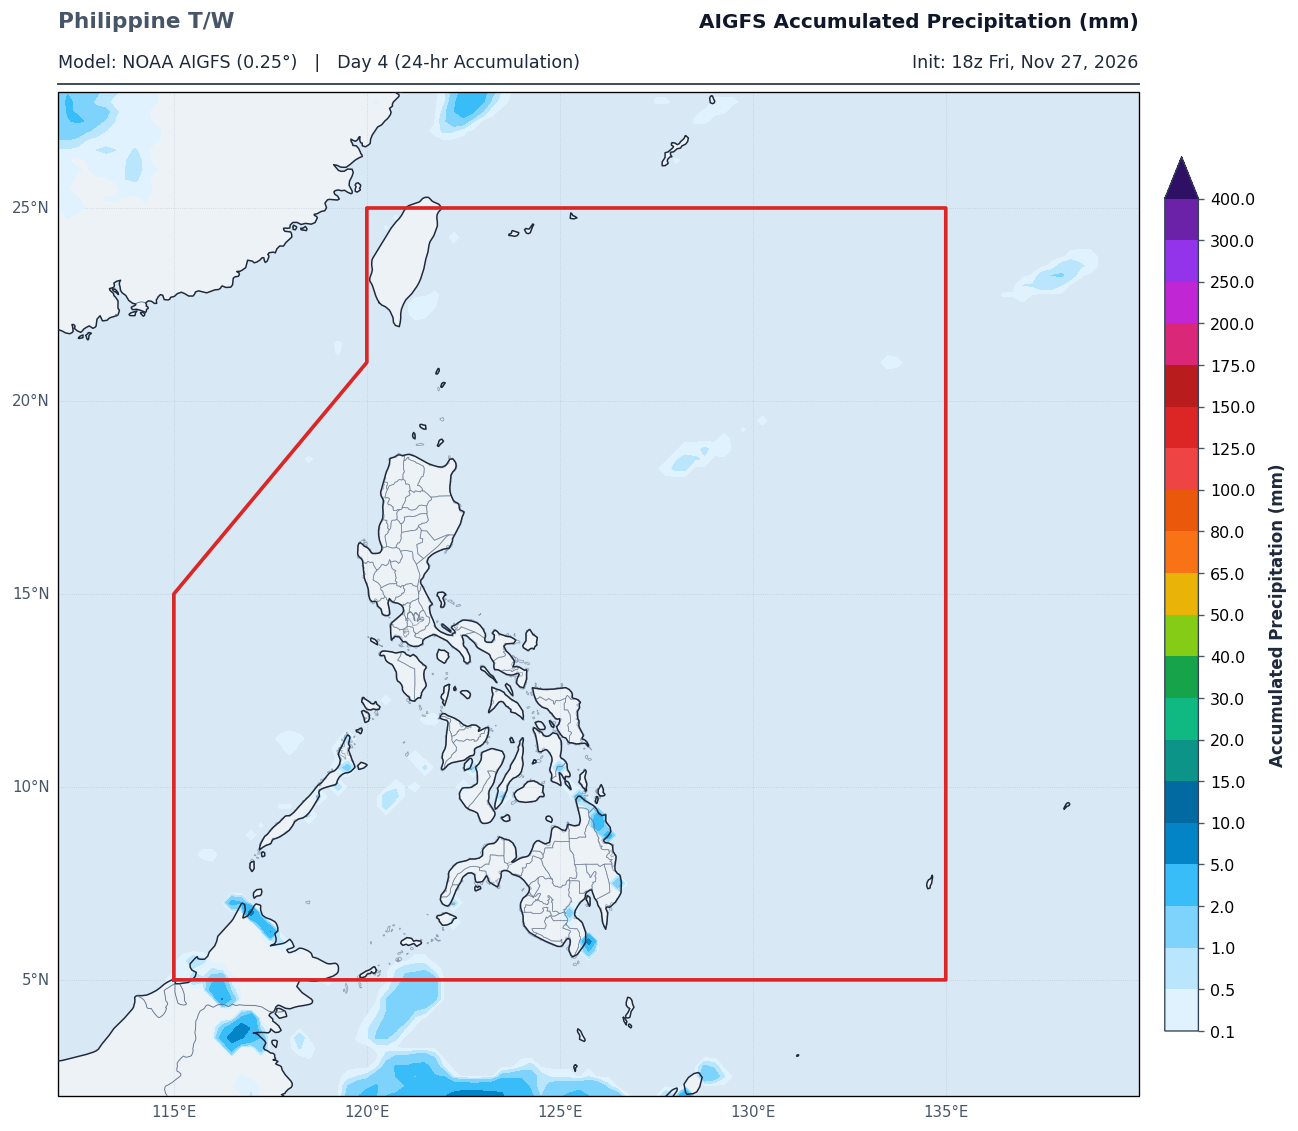 Philippine T/W
AIGFS Accumulated Precipitation (mm)
Model: NOAA AIGFS (0.25°)   |   Day 4 (24-hr Accumulation)
Init: 18z Fri, Nov 27, 2026
25°N
20°N
15°N
10°N
5°N
115°E
120°E
125°E
130°E
135°E
400.0
300.0
250.0
200.0
175.0
150.0
125.0
100.0
80.0
65.0
50.0
40.0
30.0
20.0
15.0
10.0
5.0
2.0
1.0
0.5
0.1
Accumulated Precipitation (mm)